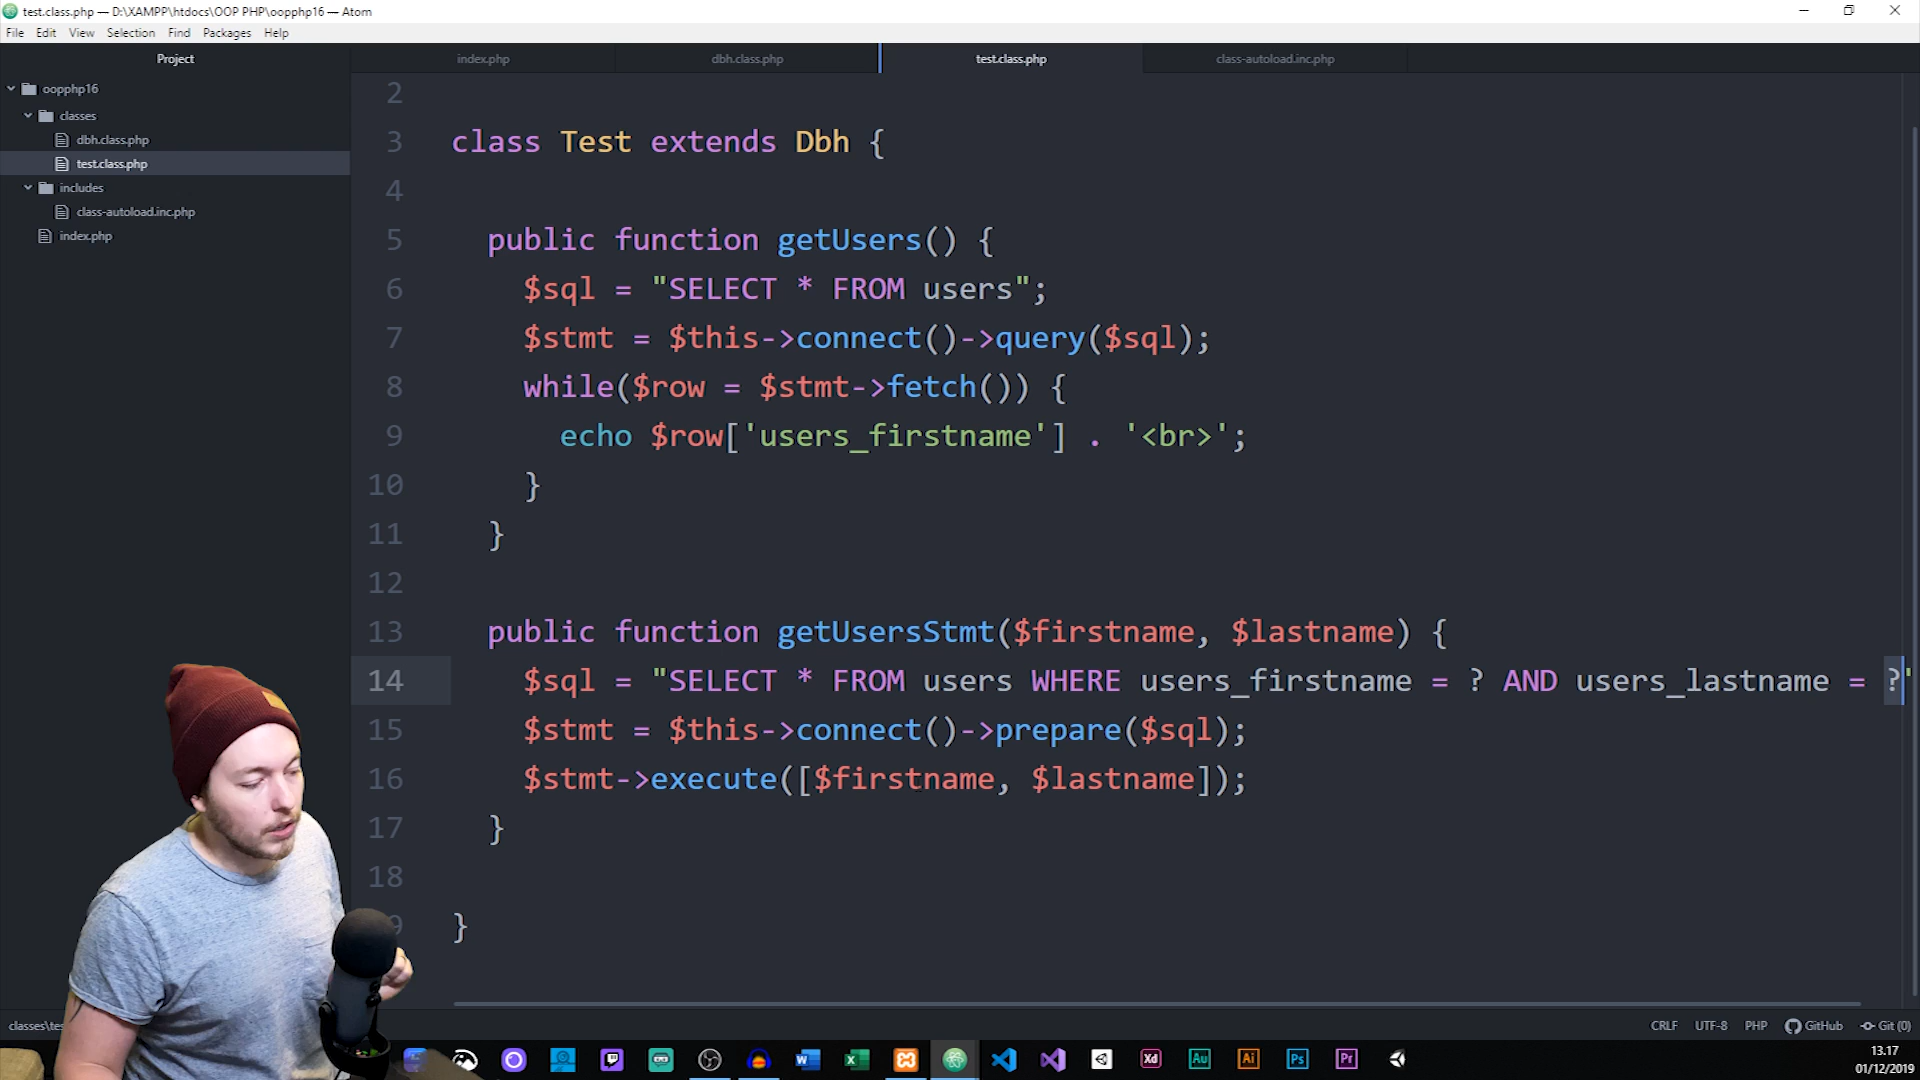 test.class.php — D:\XAMPP\htdocs\OOP PHP\oopphp16 — Atom
File Edit View Selection Find Packages Help
Project
index.php
dbh.class.php
test.class.php
class-autoload.inc.php
oopphp16
classes
dbh.class.php
test.class.php
includes
class-autoload.inc.php
index.php
2
3 class Test extends Dbh {
4
5 public function getUsers() {
6 $sql = "SELECT * FROM users";
7 $stmt = $this->connect()->query($sql);
8 while($row = $stmt->fetch()) {
9 echo $row['users_firstname'] . '<br>';
10 }
11 }
12
13 public function getUsersStmt($firstname, $lastname) {
14 $sql = "SELECT * FROM users WHERE users_firstname = ? AND users_lastname = ?"
15 $stmt = $this->connect()->prepare($sql);
16 $stmt->execute([$firstname, $lastname]);
17 }
18
9 }
CRLF UTF-8 PHP GitHub Git (0)
Xd Au Ai Ps Pr
13.17
01/12/2019